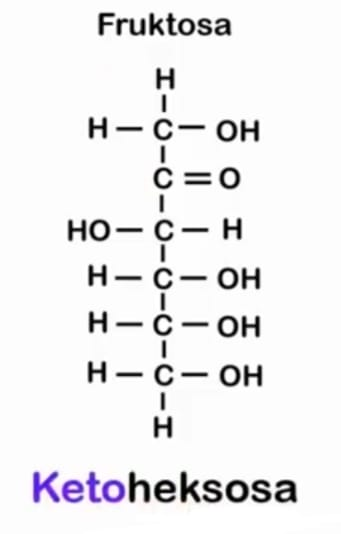 Fruktosa
H
H — C — OH
C = O
HO — C — H
H — C — OH
H — C — OH
H — C — OH
H
Ketoheksosa